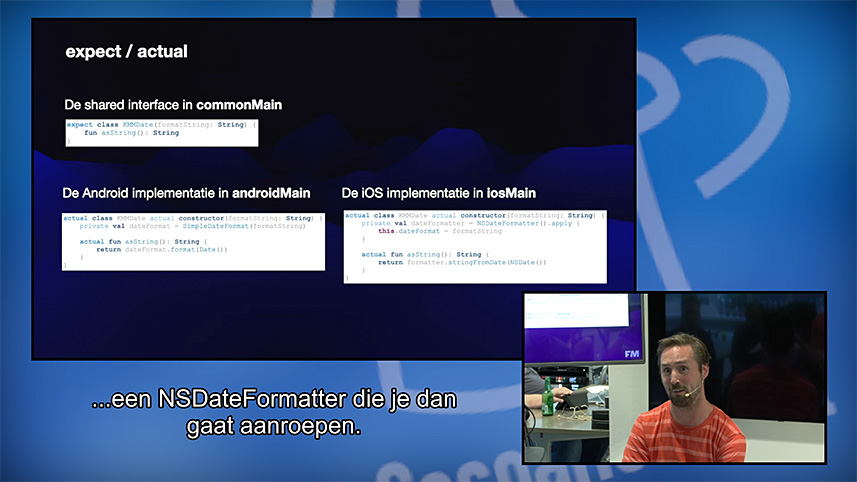 expect / actual
De shared interface in commonMain
expect class KMMDate(formatString: String) {
fun asString(): String
}
De Android implementatie in androidMain
actual class KMMDate actual constructor(formatString: String) {
private val dateFormat = SimpleDateFormat(formatString)
actual fun asString(): String {
return dateFormat.format(Date())
}
}
De iOS implementatie in iosMain
actual class KMMDate actual constructor(formatString: String) {
private val dateFormatter = NSDateFormatter().apply {
this.dateFormat = formatString
}
actual fun asString(): String {
return formatter.stringFromDate(NSDate())
}
}
FM
...een NSDateFormatter die je dan
gaat aanroepen.